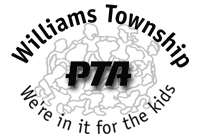 Williams Township
PTA
We're in it for the kids